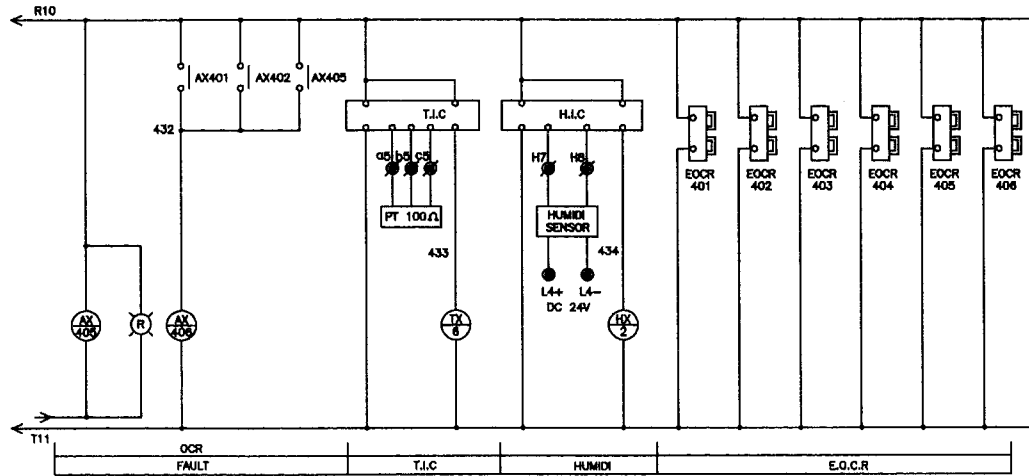 R10
AX401 AX402 AX405
432
T.I.C
H.I.C
a5 b5 c5
H7 H8
PT 100Ω
HUMIDI
SENSOR
433
434
L4+ L4-
DC 24V
EOCR
401
EOCR
402
EOCR
403
EOCR
404
EOCR
405
EOCR
406
AX
405
R
AX
406
TX
6
HX
2
T11
OCR
FAULT T.I.C HUMIDI E.O.C.R